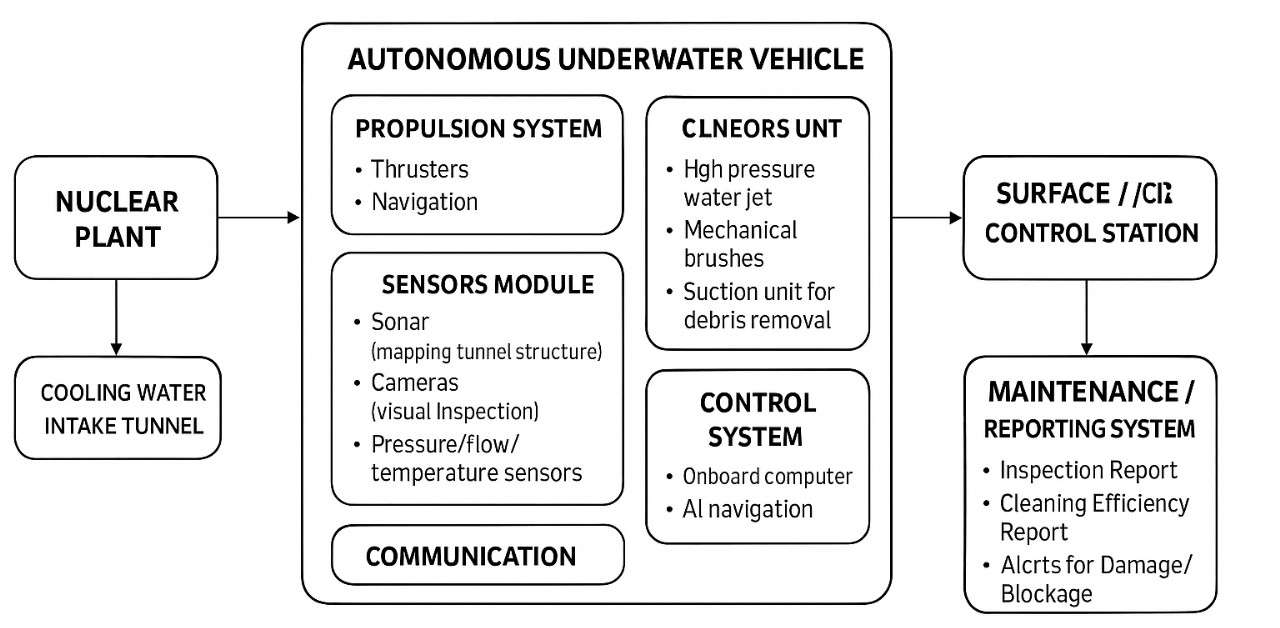 AUTONOMOUS UNDERWATER VEHICLE
NUCLEAR
PLANT
COOLING WATER
INTAKE TUNNEL
PROPULSION SYSTEM
• Thrusters
• Navigation
SENSORS MODULE
• Sonar
(mapping tunnel structure)
• Cameras
(visual Inspection)
• Pressure/flow/
temperature sensors
COMMUNICATION
CLNEORS UNT
• Hgh pressure
water jet
• Mechanical
brushes
• Suction unit for
debris removal
CONTROL
SYSTEM
• Onboard computer
• AI navigation
SURFACE /
CONTROL STATION
MAINTENANCE /
REPORTING SYSTEM
• Inspection Report
• Cleaning Efficiency
Report
• Alcrts for Damage/
Blockage